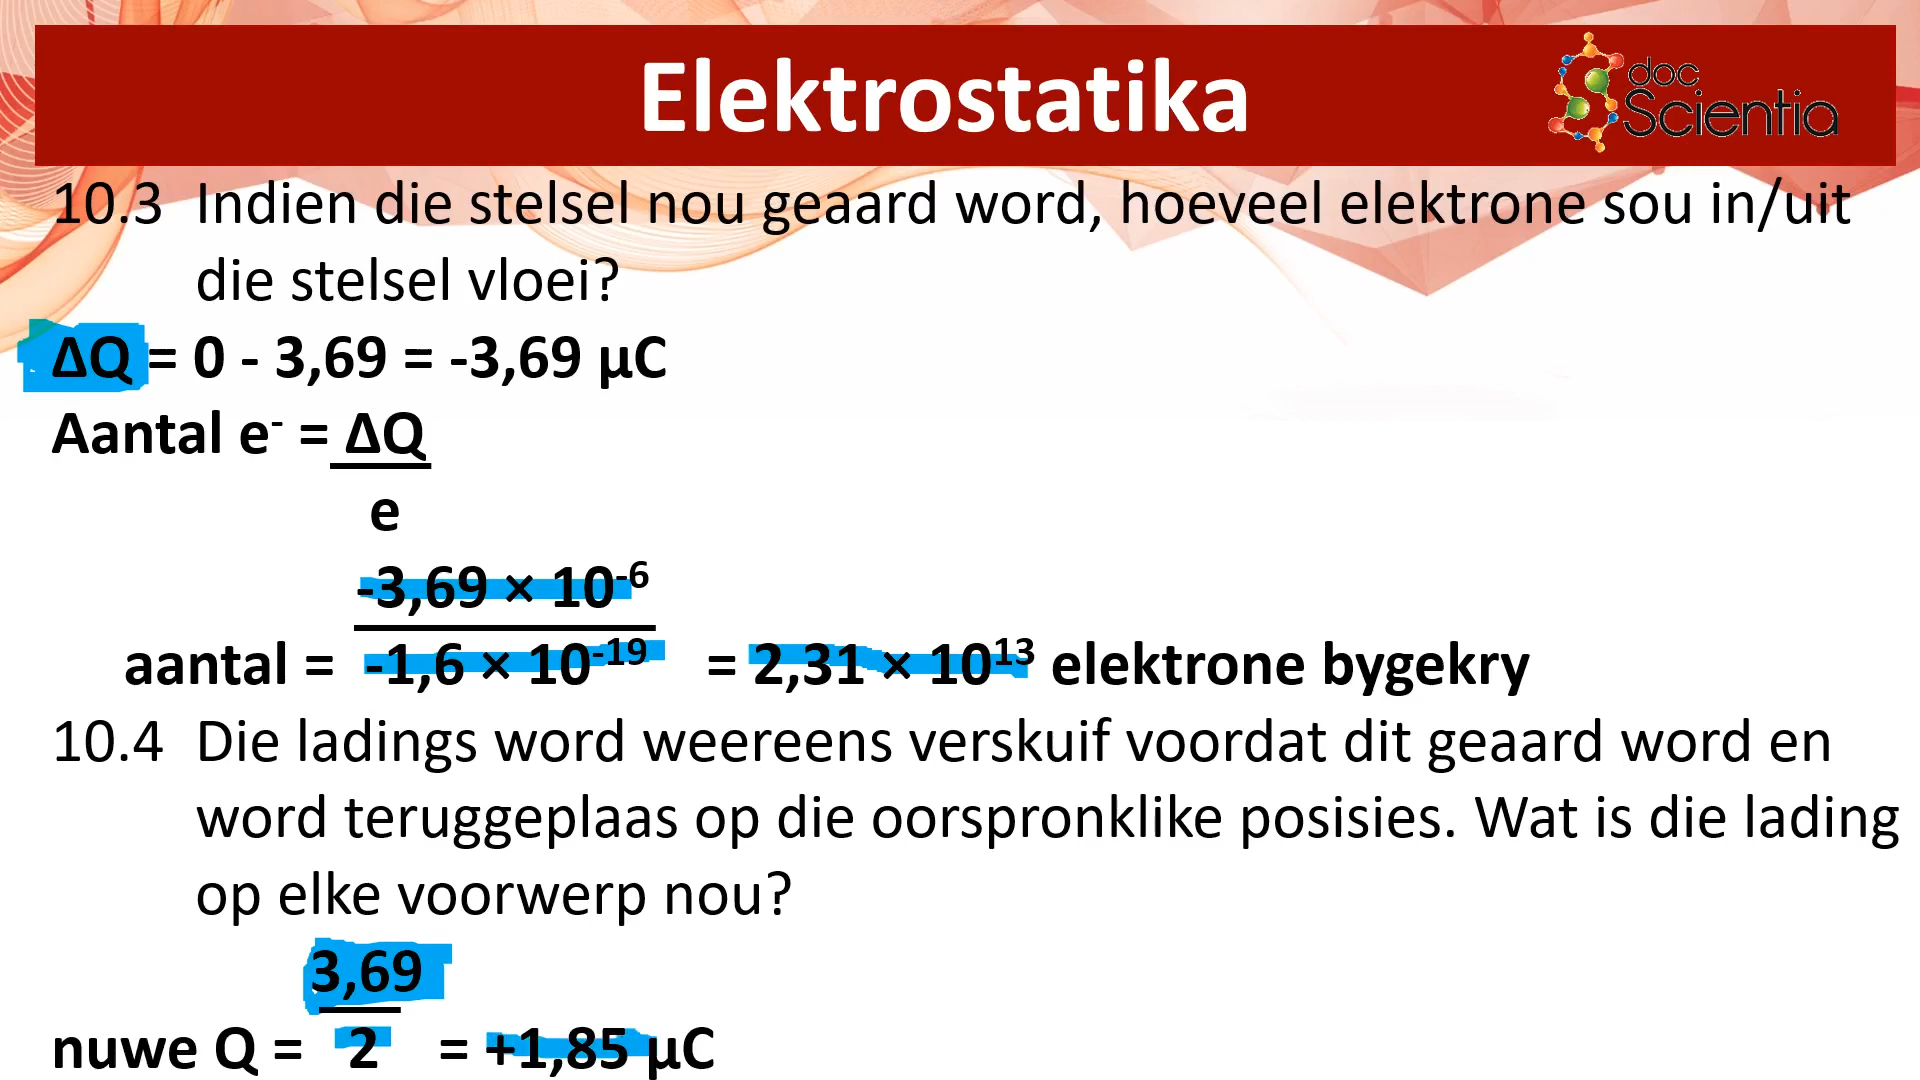 Elektrostatika
doc
Scientia
10.3 Indien die stelsel nou geaard word, hoeveel elektrone sou in/uit
die stelsel vloei?
ΔQ = 0 - 3,69 = -3,69 µC
Aantal e⁻ = ΔQ
e
-3,69 × 10⁻⁶
aantal = -1,6 × 10⁻¹⁹ = 2,31 × 10¹³ elektrone bygekry
10.4 Die ladings word weereens verskuif voordat dit geaard word en
word teruggeplaas op die oorspronklike posisies. Wat is die lading
op elke voorwerp nou?
3,69
nuwe Q = 2 = +1,85 µC